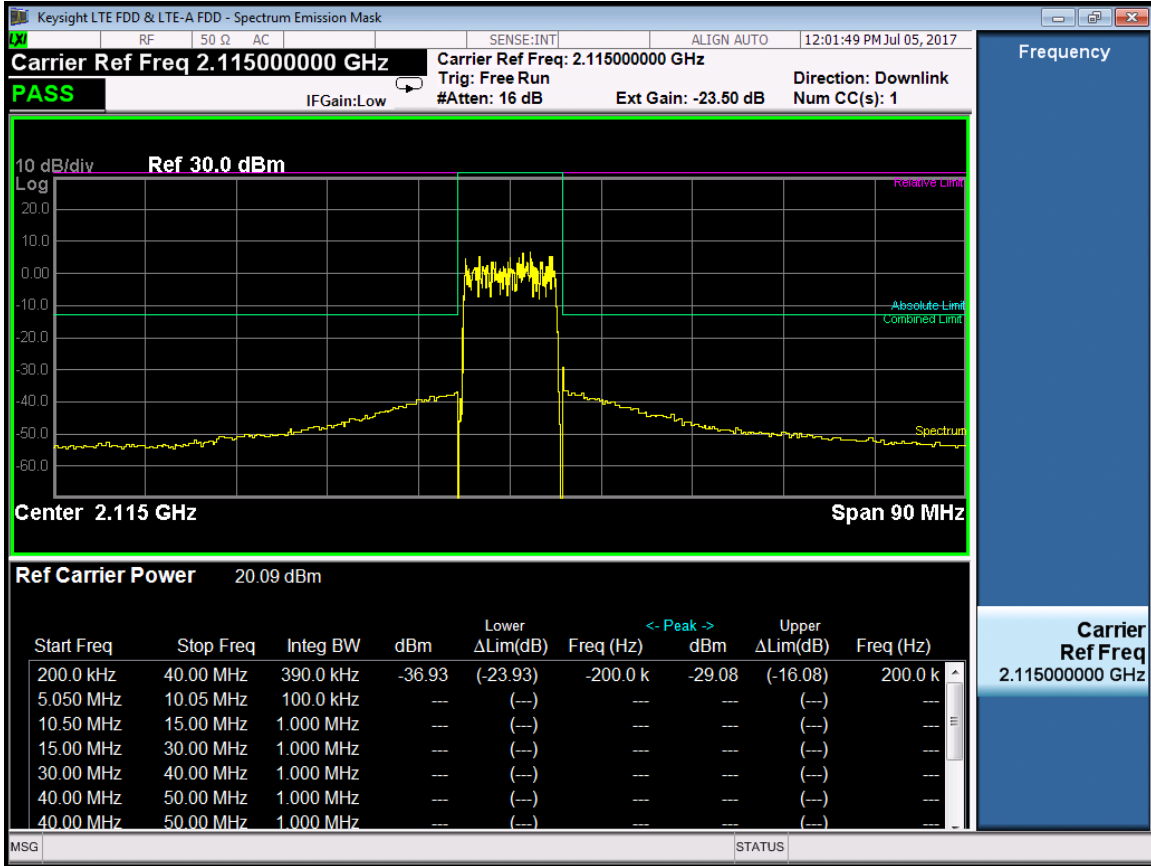 Keysight LTE FDD & LTE-A FDD - Spectrum Emission Mask
LXI RF 50 Ω AC SENSE:INT ALIGN AUTO 12:01:49 PM Jul 05, 2017
Carrier Ref Freq 2.115000000 GHz
Carrier Ref Freq: 2.115000000 GHz
Trig: Free Run Direction: Downlink
PASS IFGain:Low #Atten: 16 dB Ext Gain: -23.50 dB Num CC(s): 1
Frequency
10 dB/div Ref 30.0 dBm
Log
Relative Limit
20.0
10.0
0.00
-10.0
Absolute Limit
Combined Limit
-20.0
-30.0
-40.0
-50.0
Spectrum
-60.0
Center 2.115 GHz Span 90 MHz
Ref Carrier Power 20.09 dBm
Lower <- Peak -> Upper
Start Freq Stop Freq Integ BW dBm ΔLim(dB) Freq (Hz) dBm ΔLim(dB) Freq (Hz)
200.0 kHz 40.00 MHz 390.0 kHz -36.93 (-23.93) -200.0 k -29.08 (-16.08) 200.0 k
5.050 MHz 10.05 MHz 100.0 kHz --- (---) --- --- (---) ---
10.50 MHz 15.00 MHz 1.000 MHz --- (---) --- --- (---) ---
15.00 MHz 30.00 MHz 1.000 MHz --- (---) --- --- (---) ---
30.00 MHz 40.00 MHz 1.000 MHz --- (---) --- --- (---) ---
40.00 MHz 50.00 MHz 1.000 MHz --- (---) --- --- (---) ---
40.00 MHz 50.00 MHz 1.000 MHz --- (---) --- --- (---) ---
Carrier
Ref Freq
2.115000000 GHz
MSG STATUS